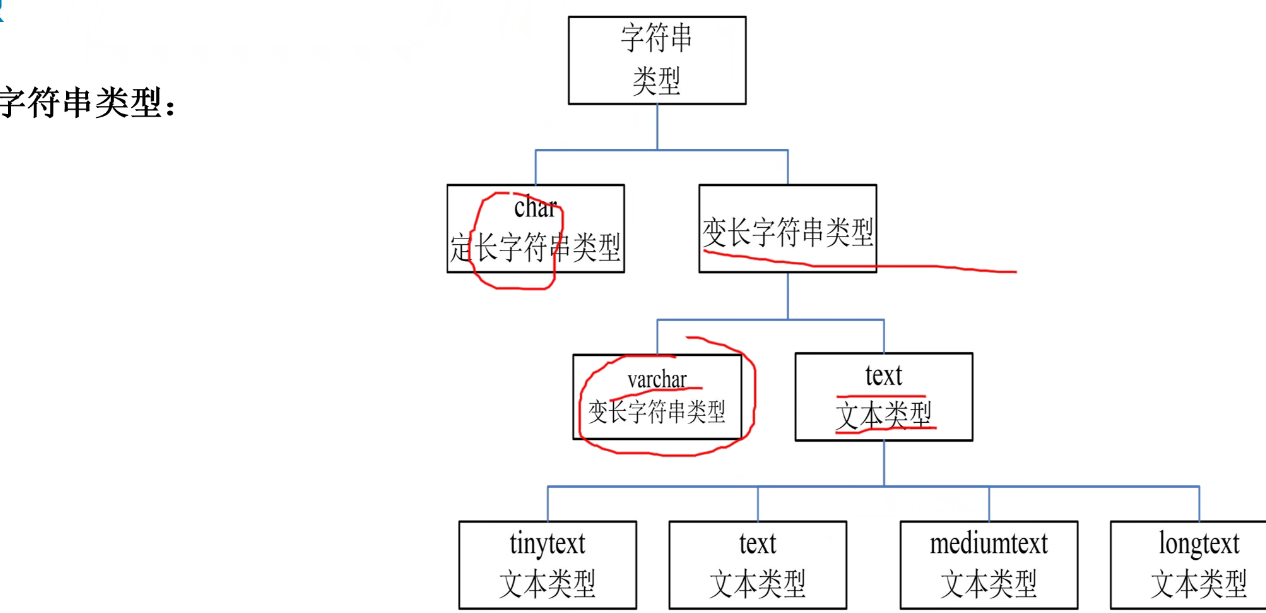 字符串类型：
字符串
类型
char
定长字符串类型
变长字符串类型
varchar
变长字符串类型
text
文本类型
tinytext
文本类型
text
文本类型
mediumtext
文本类型
longtext
文本类型